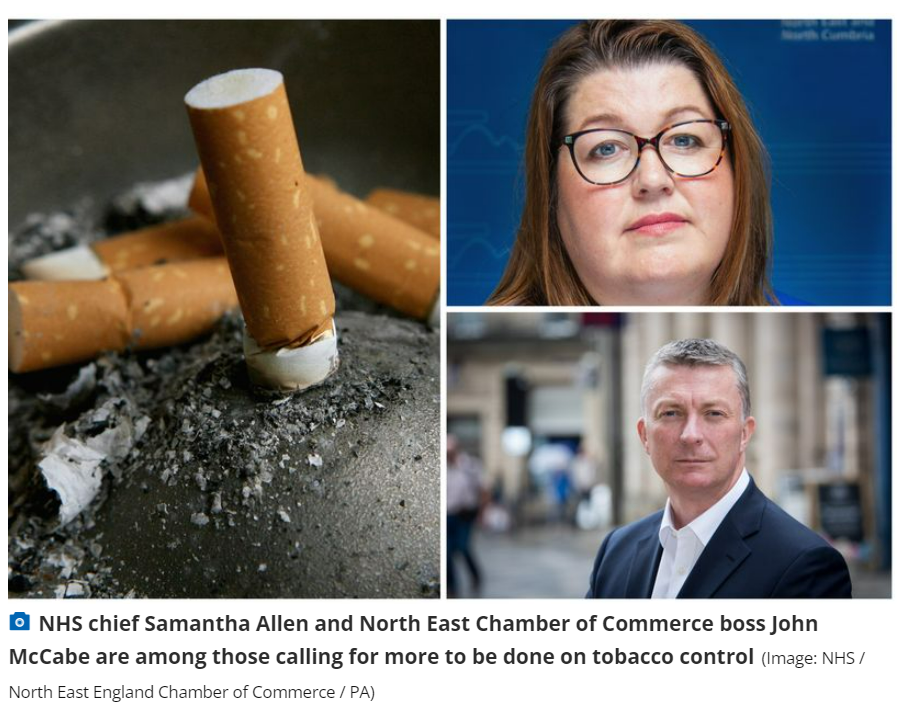 North East and
North Cumbria
NHS chief Samantha Allen and North East Chamber of Commerce boss John
McCabe are among those calling for more to be done on tobacco control (Image: NHS /
North East England Chamber of Commerce / PA)